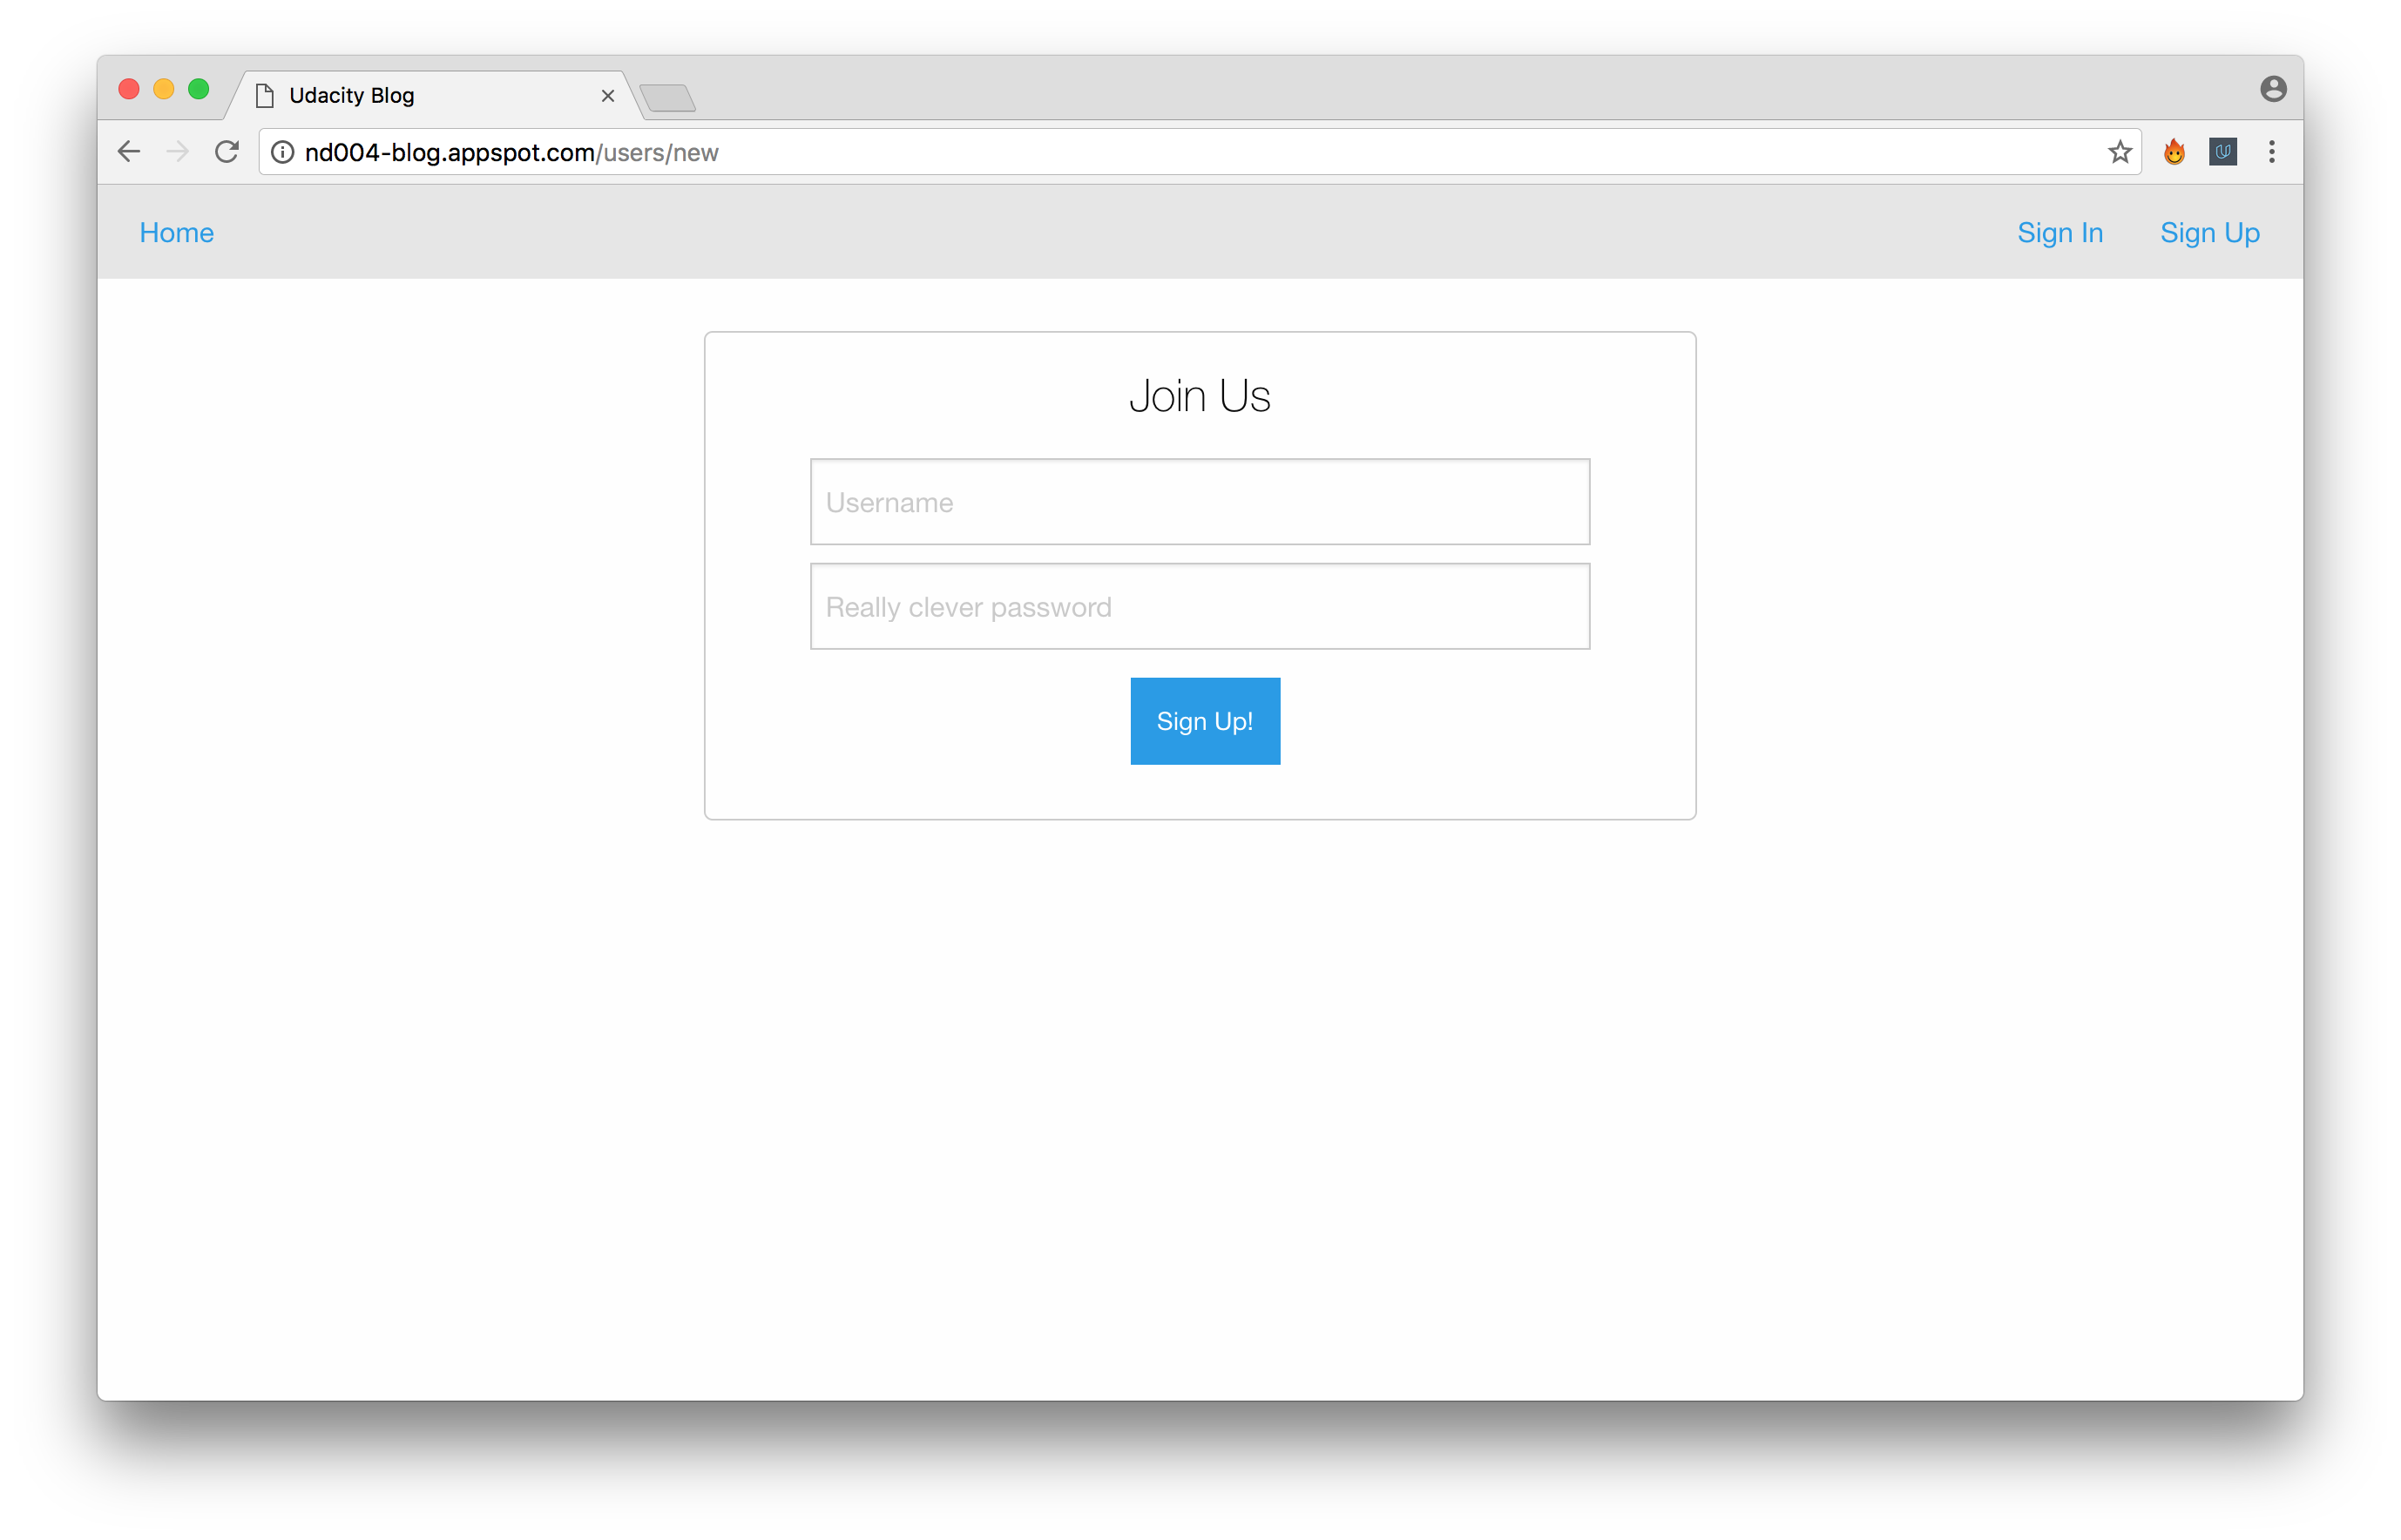 Udacity Blog
nd004-blog.appspot.com/users/new
Home Sign In Sign Up
Join Us
Username
Really clever password
Sign Up!